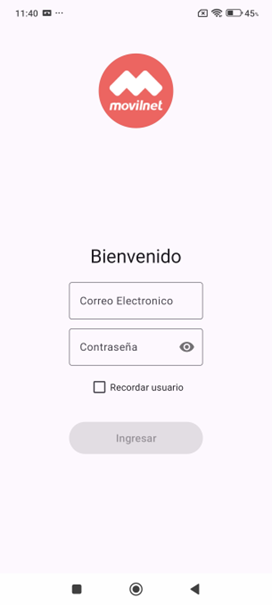 11:40
45%
movilnet
Bienvenido
Correo Electronico
Contraseña
Recordar usuario
Ingresar